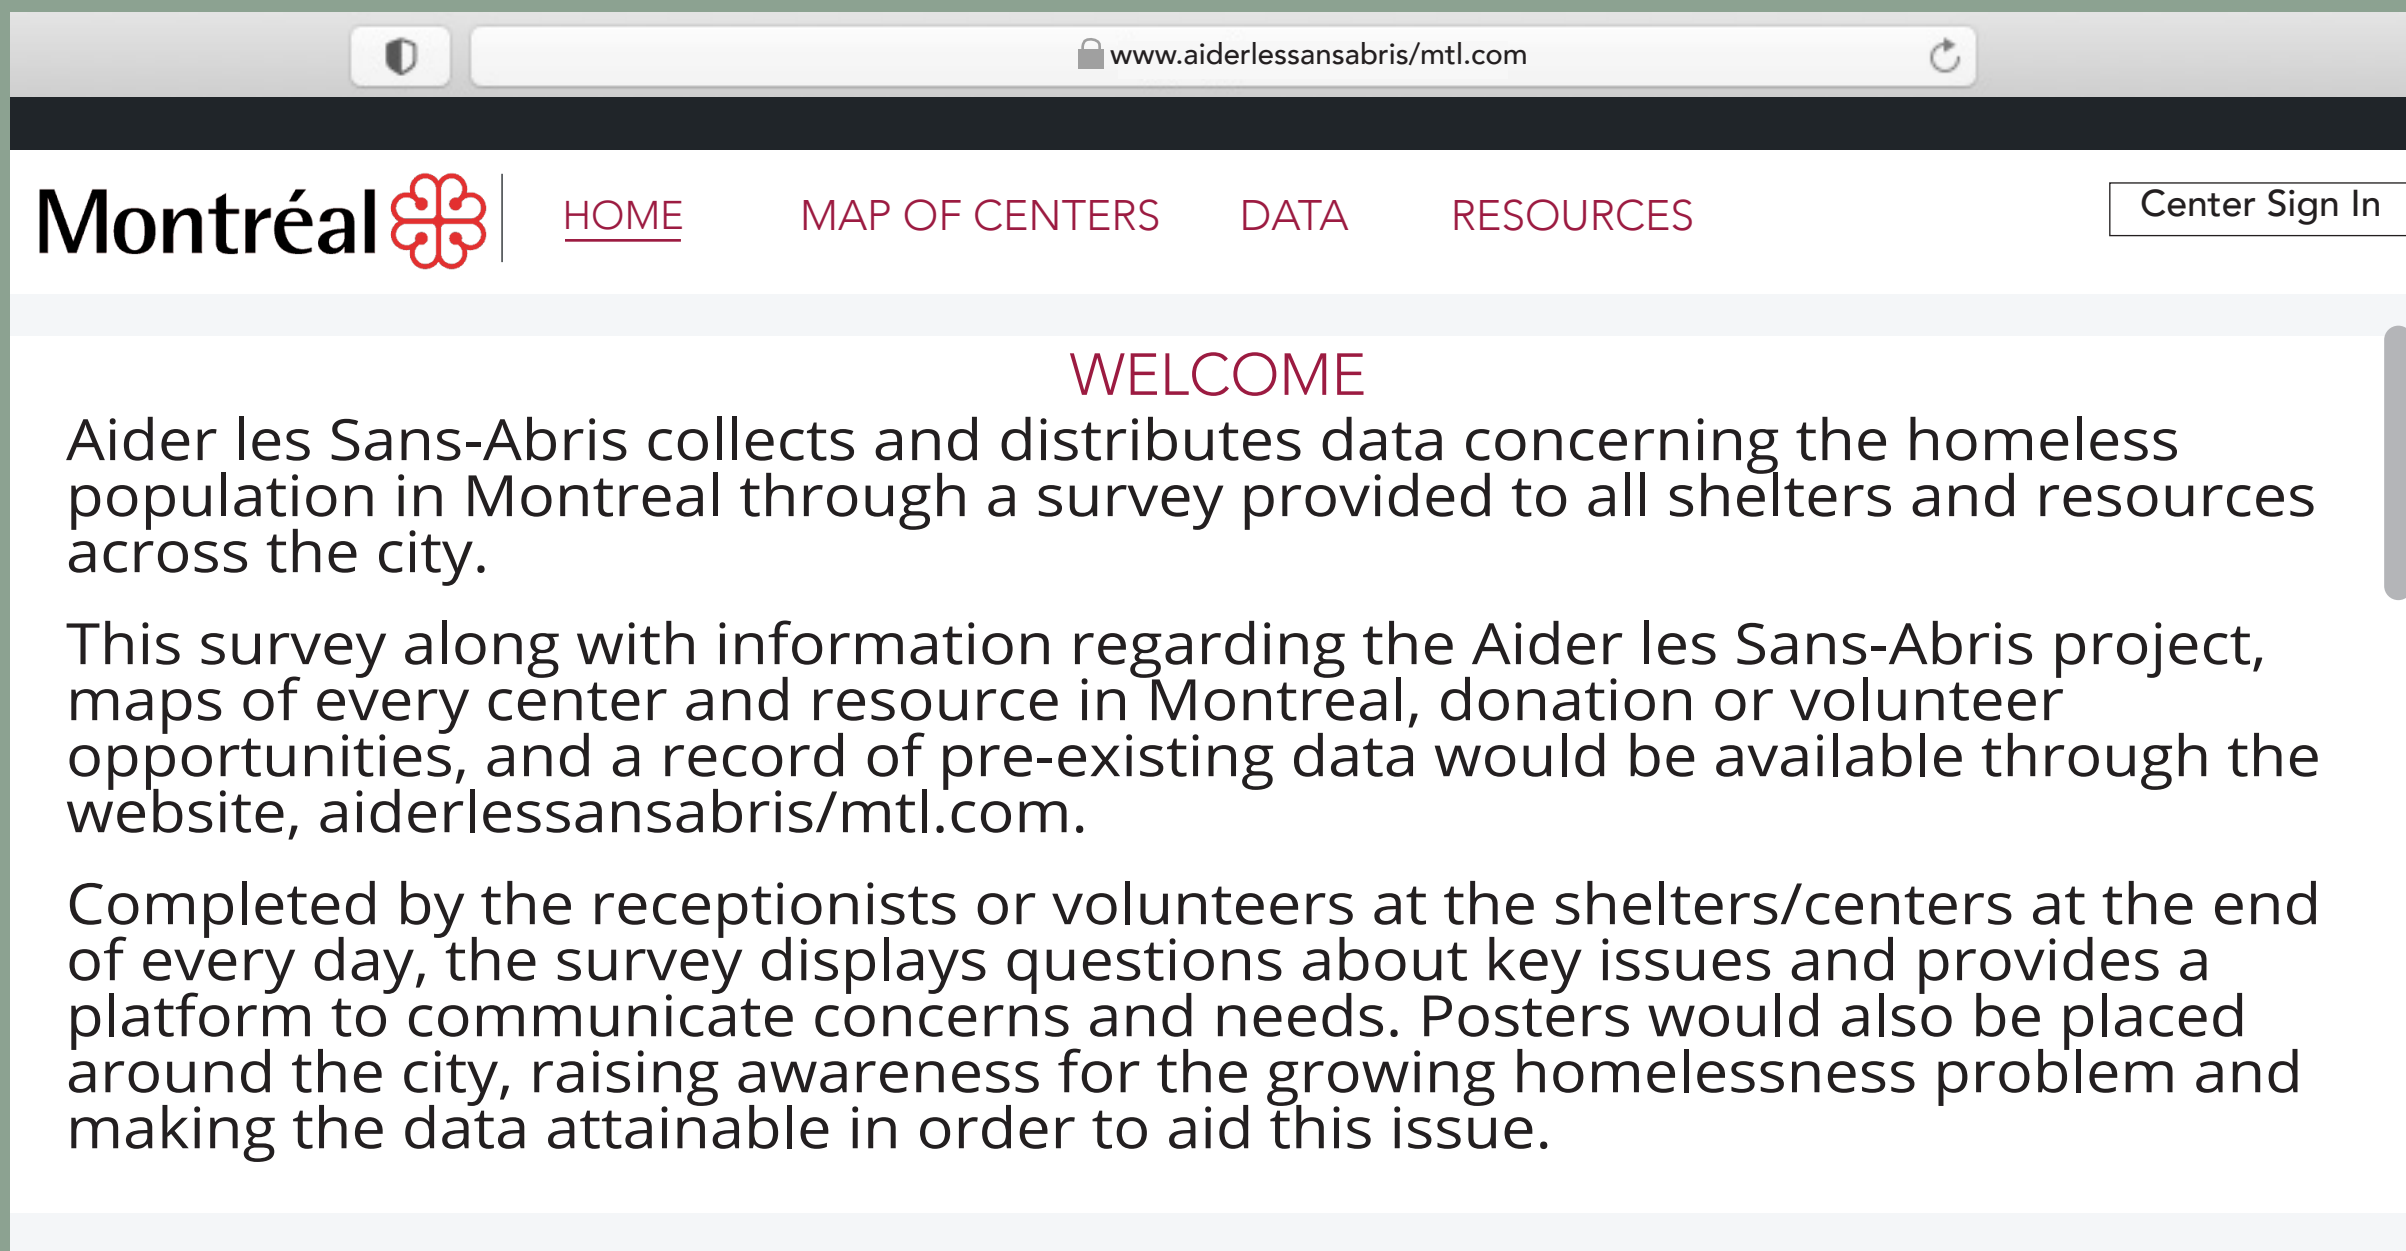 www.aiderlessansabris/mtl.com
Montréal
HOME
MAP OF CENTERS
DATA
RESOURCES
Center Sign In
WELCOME
Aider les Sans-Abris collects and distributes data concerning the homeless
population in Montreal through a survey provided to all shelters and resources
across the city.
This survey along with information regarding the Aider les Sans-Abris project,
maps of every center and resource in Montreal, donation or volunteer
opportunities, and a record of pre-existing data would be available through the
website, aiderlessansabris/mtl.com.
Completed by the receptionists or volunteers at the shelters/centers at the end
of every day, the survey displays questions about key issues and provides a
platform to communicate concerns and needs. Posters would also be placed
around the city, raising awareness for the growing homelessness problem and
making the data attainable in order to aid this issue.